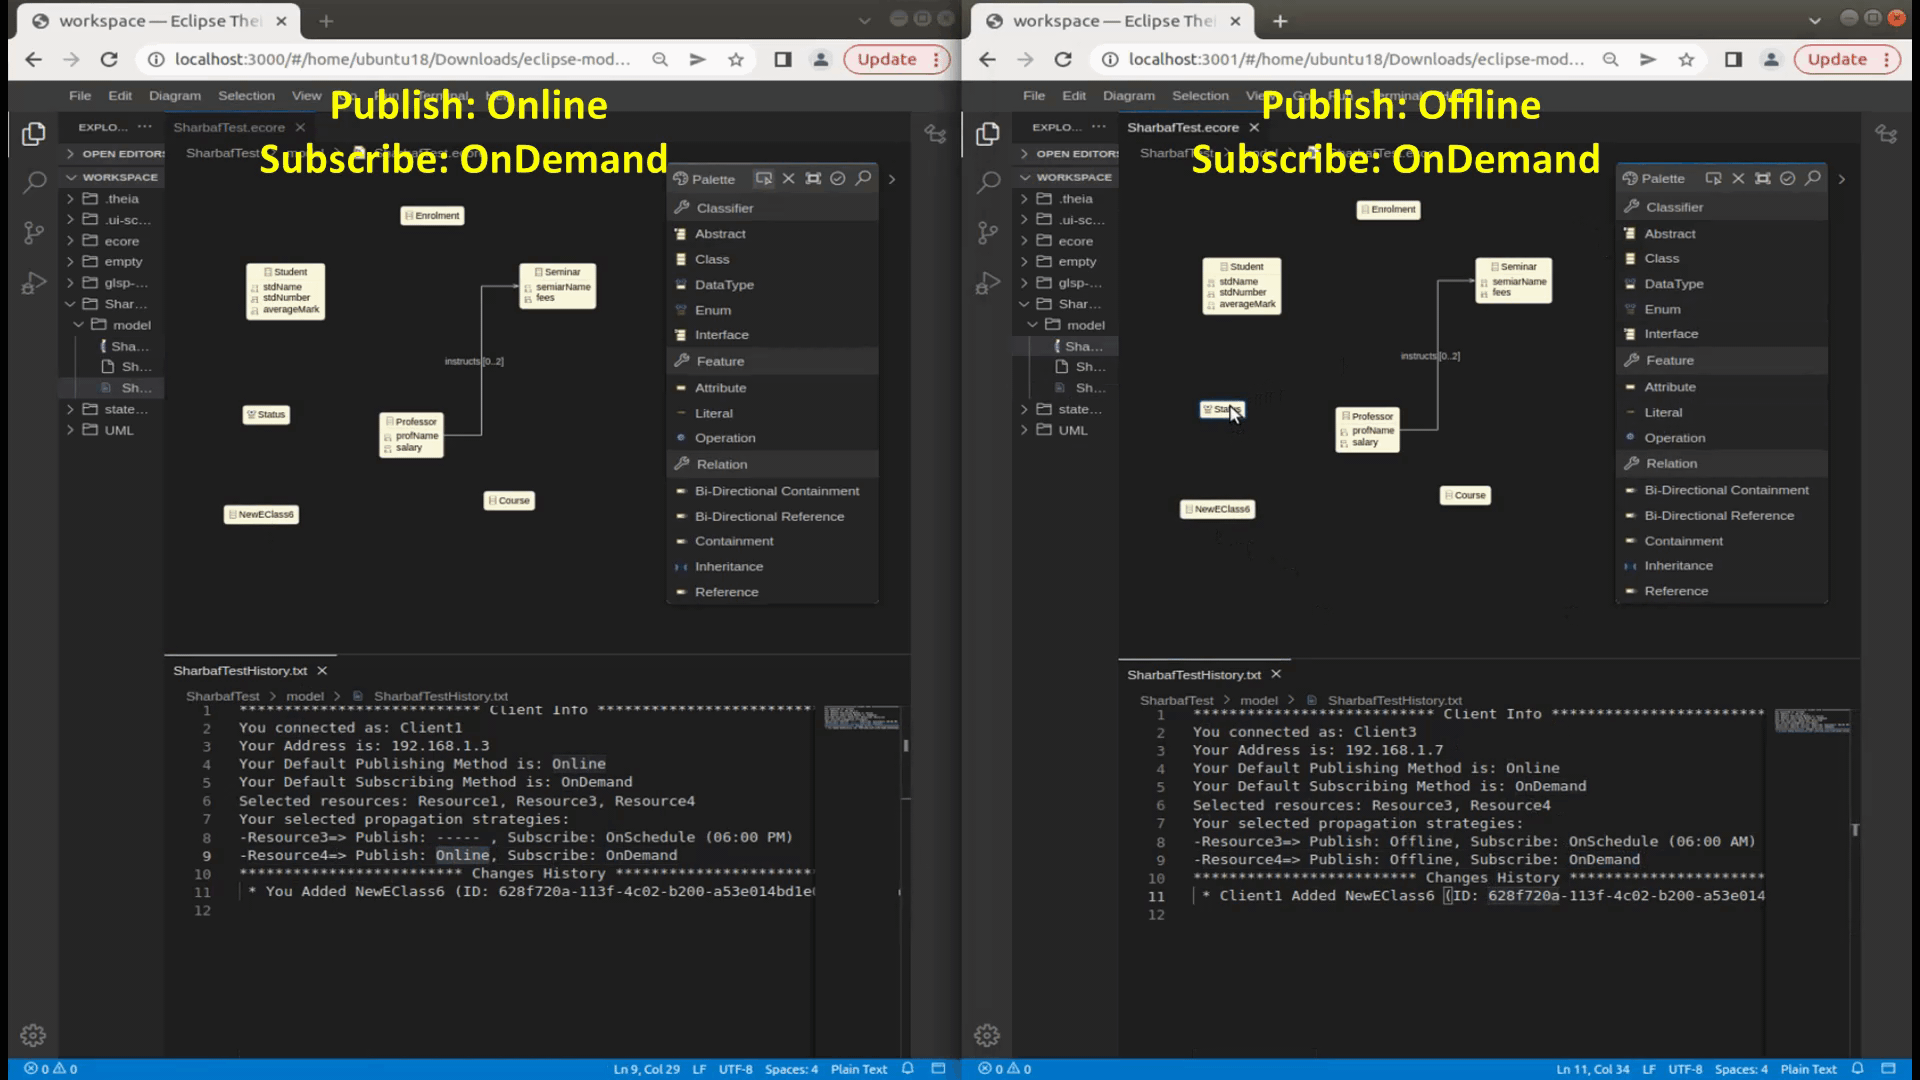 workspace — Eclipse Thei
localhost:3000/#/home/ubuntu18/Downloads/eclipse-mod...
Update
File Edit Diagram Selection View
Publish: Online
Subscribe: OnDemand
EXPLO...
SharbafTest.ecore
OPEN EDITORS
SharbafTest
WORKSPACE
.theia
.ui-sc...
ecore
empty
glsp-...
Shar...
model
Sha...
Sh...
Sh...
state...
UML
Enrolment
Student
stdName
stdNumber
averageMark
Seminar
semiarName
fees
instructs[0..2]
Status
Professor
profName
salary
Course
NewEClass6
Palette
Classifier
Abstract
Class
DataType
Enum
Interface
Feature
Attribute
Literal
Operation
Relation
Bi-Directional Containment
Bi-Directional Reference
Containment
Inheritance
Reference
SharbafTestHistory.txt
SharbafTest > model > SharbafTestHistory.txt
1 ************************ Client Info ************************
2 You connected as: Client1
3 Your Address is: 192.168.1.3
4 Your Default Publishing Method is: Online
5 Your Default Subscribing Method is: OnDemand
6 Selected resources: Resource1, Resource3, Resource4
7 Your selected propagation strategies:
8 -Resource3=> Publish: ----- , Subscribe: OnSchedule (06:00 PM)
9 -Resource4=> Publish: Online, Subscribe: OnDemand
10 ************************* Changes History ***********************
11 * You Added NewEClass6 (ID: 628f720a-113f-4c02-b200-a53e014bd1e
12
0 0
Ln 9, Col 29 LF UTF-8 Spaces: 4 Plain Text
workspace — Eclipse Thei
localhost:3001/#/home/ubuntu18/Downloads/eclipse-mod...
Update
File Edit Diagram Selection
Publish: Offline
Subscribe: OnDemand
EXPLO...
SharbafTest.ecore
OPEN EDITORS
SharbafTest
WORKSPACE
.theia
.ui-sc...
ecore
empty
glsp-...
Shar...
model
Sha...
Sh...
Sh...
state...
UML
Enrolment
Student
stdName
stdNumber
averageMark
Seminar
semiarName
fees
instructs[0..2]
Professor
profName
salary
Course
NewEClass6
Palette
Classifier
Abstract
Class
DataType
Enum
Interface
Feature
Attribute
Literal
Operation
Relation
Bi-Directional Containment
Bi-Directional Reference
Containment
Inheritance
Reference
SharbafTestHistory.txt
SharbafTest > model > SharbafTestHistory.txt
1 ************************ Client Info ************************
2 You connected as: Client3
3 Your Address is: 192.168.1.7
4 Your Default Publishing Method is: Online
5 Your Default Subscribing Method is: OnDemand
6 Selected resources: Resource3, Resource4
7 Your selected propagation strategies:
8 -Resource3=> Publish: Offline, Subscribe: OnSchedule (06:00 AM)
9 -Resource4=> Publish: Offline, Subscribe: OnDemand
10 ************************* Changes History ***********************
11 * Client1 Added NewEClass6 (ID: 628f720a-113f-4c02-b200-a53e014
12
0 0
Ln 11, Col 34 LF UTF-8 Spaces: 4 Plain Text